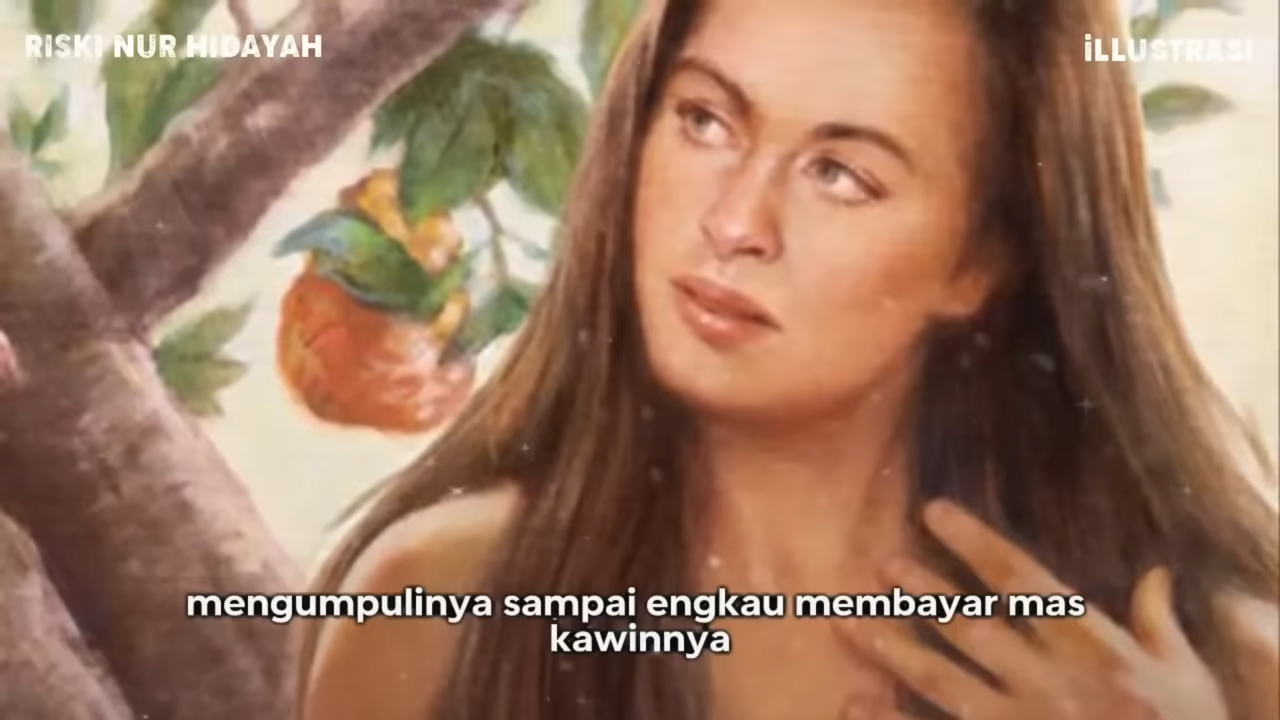 RISKI NUR HIDAYAH
iLLUSTRASI
mengumpulinya sampai engkau membayar mas
kawinnya